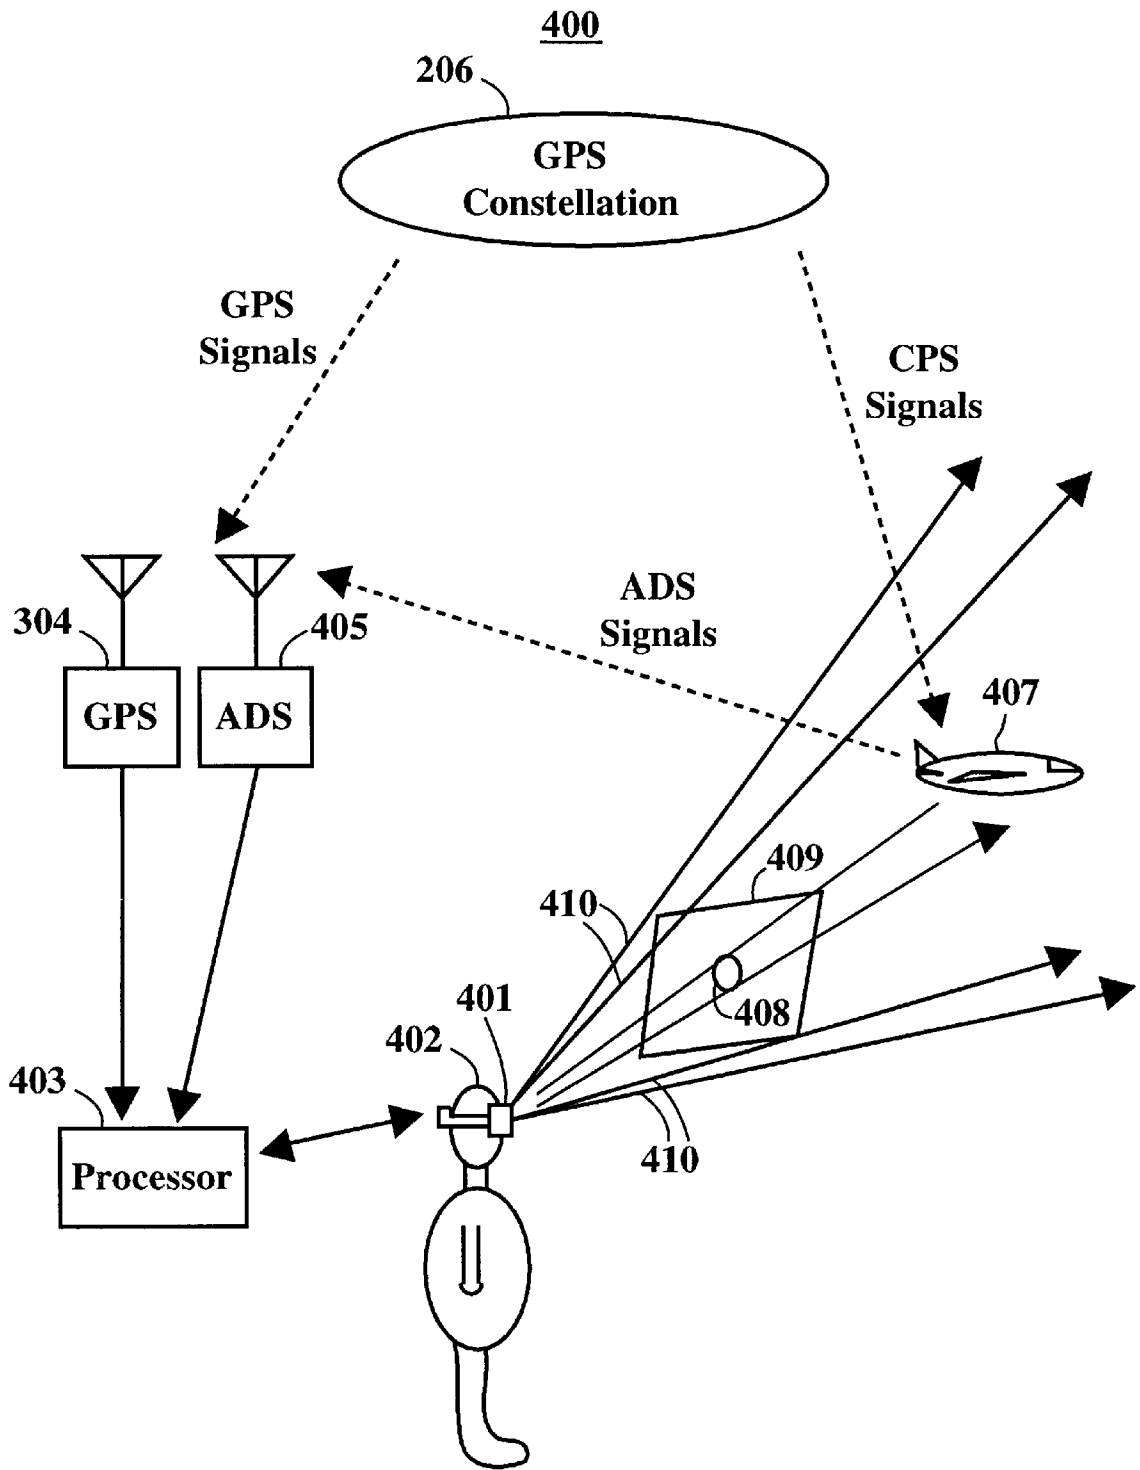 400
206
GPS
Constellation
GPS
Signals
CPS
Signals
ADS
Signals
304
405
GPS
ADS
407
409
410
408
401
402
403
410
Processor